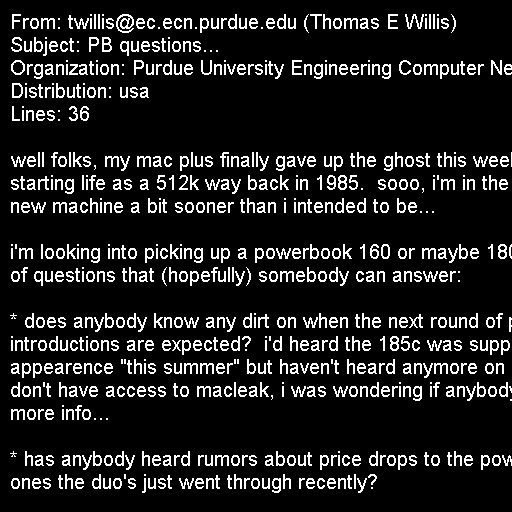 From: twillis@ec.ecn.purdue.edu (Thomas E Willis)
Subject: PB questions...
Organization: Purdue University Engineering Computer Ne
Distribution: usa
Lines: 36

well folks, my mac plus finally gave up the ghost this weel
starting life as a 512k way back in 1985.  sooo, i'm in the
new machine a bit sooner than i intended to be...

i'm looking into picking up a powerbook 160 or maybe 180
of questions that (hopefully) somebody can answer:

* does anybody know any dirt on when the next round of p
introductions are expected?  i'd heard the 185c was supp
appearence "this summer" but haven't heard anymore on
don't have access to macleak, i was wondering if anybody
more info...

* has anybody heard rumors about price drops to the pow
ones the duo's just went through recently?